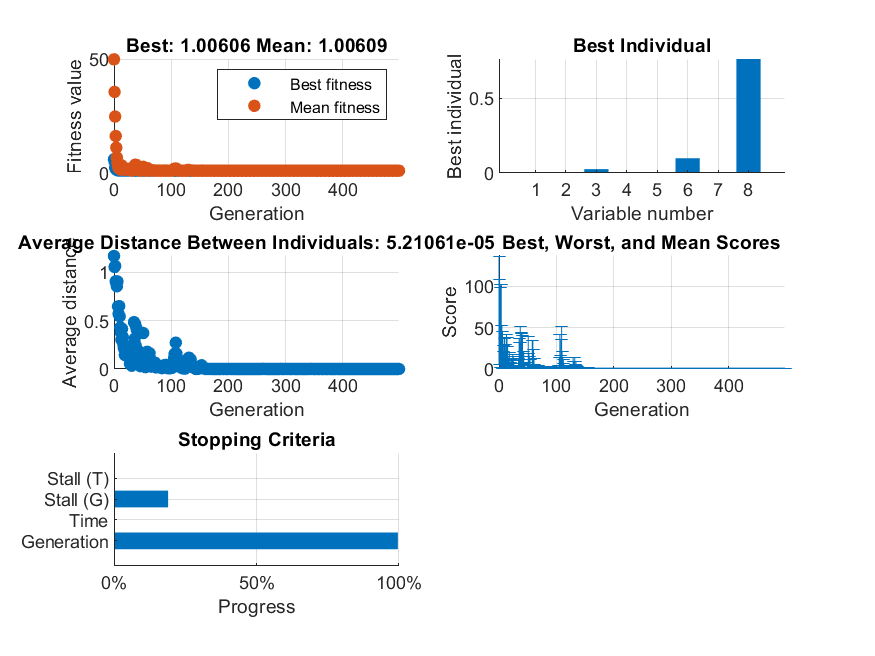 Best: 1.00606 Mean: 1.00609
Fitness value
50
0
Best fitness
Mean fitness
0 100 200 300 400
Generation
Best Individual
Best individual
0.5
0
1 2 3 4 5 6 7 8
Variable number
Average Distance Between Individuals: 5.21061e-05
Average distance
1
0.5
0
0 100 200 300 400
Generation
Best, Worst, and Mean Scores
Score
100
50
0
0 100 200 300 400
Generation
Stopping Criteria
Stall (T)
Stall (G)
Time
Generation
0% 50% 100%
Progress